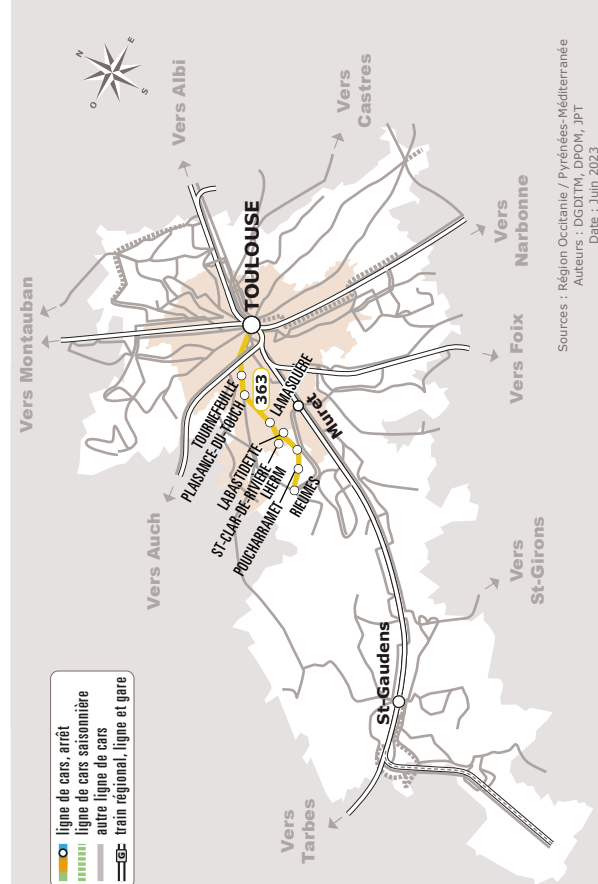 ligne de cars, arrêt
ligne de cars saisonnière
autre ligne de cars
G train régional, ligne et gare
N
E
S
O
Vers Montauban
Vers Albi
Vers
Castres
Vers
Narbonne
Vers Foix
Vers
St-Girons
Vers
Tarbes
Vers Auch
TOULOUSE
363
TOURNEFEUILLE
PLAISANCE-DU-TOUCH
LAMASQUÈRE
LABASTIDETTE
ST-CLAR-DE-RIVIÈRE
LHERM
POUCHARRAMET
RIEUMES
Muret
St-Gaudens
Sources : Région Occitanie / Pyrénées-Méditerranée
Auteurs : DGDITM, DPOM, JPT
Date : Juin 2023